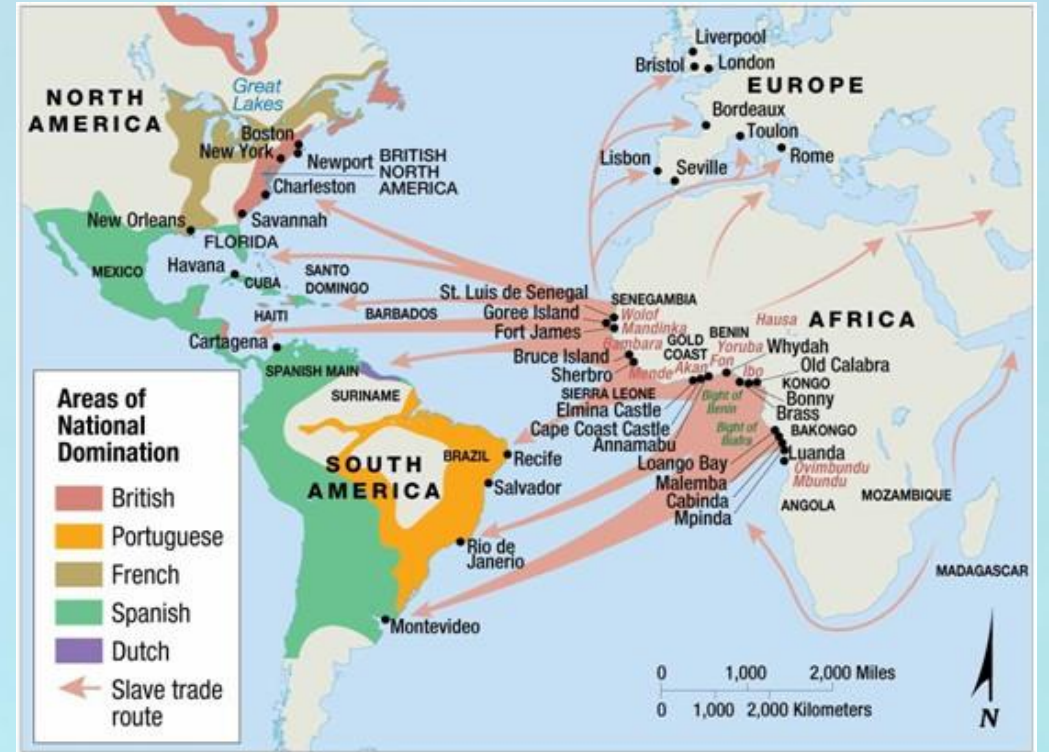 Liverpool
Bristol
London
EUROPE
NORTH
AMERICA
Great
Lakes
Bordeaux
Toulon
Rome
Boston
New York
Newport
BRITISH
NORTH
AMERICA
Lisbon
Seville
Charleston
New Orleans
Savannah
FLORIDA
MEXICO
Havana
CUBA
SANTO
DOMINGO
HAITI
BARBADOS
St. Luis de Senegal
SENEGAMBIA
Goree Island
Wolof
Fort James
Mandinka
Hausa
AFRICA
Bambara
GOLD
COAST
BENIN
Yoruba
Whydah
Cartagena
Bruce Island
Fon
Old Calabra
Sherbro
Mende
Akan
Ibo
SPANISH MAIN
SURINAME
SIERRA LEONE
KONGO
Bonny
Elmina Castle
Bight of
Benin
Brass
Cape Coast Castle
Annamabu
Bight of
Biafra
BAKONGO
BRAZIL
Recife
SOUTH
AMERICA
Loango Bay
Luanda
Ovimbundu
Mbundu
Salvador
Malemba
Cabinda
Mpinda
ANGOLA
MOZAMBIQUE
Rio de
Janerio
MADAGASCAR
Montevideo
Areas of
National
Domination
British
Portuguese
French
Spanish
Dutch
Slave trade
route
0 1,000 2,000 Miles
0 1,000 2,000 Kilometers
N